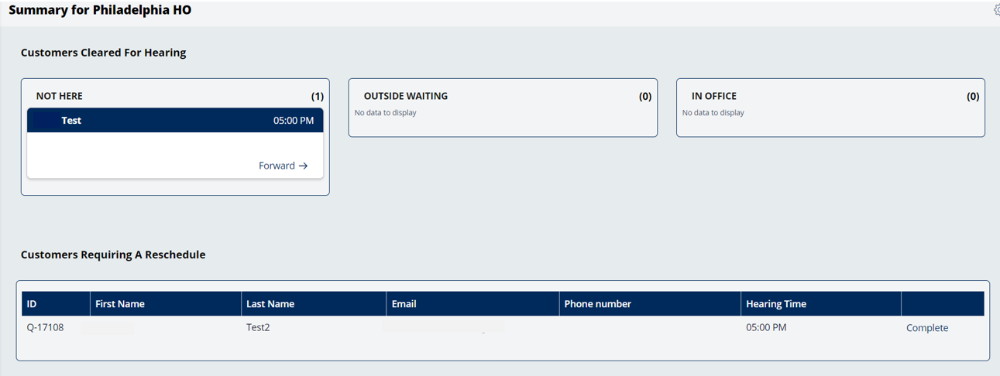 Summary for Philadelphia HO
Customers Cleared For Hearing
NOT HERE (1)
Test 05:00 PM
Forward →
OUTSIDE WAITING (0)
No data to display
IN OFFICE (0)
No data to display
Customers Requiring A Reschedule
ID First Name Last Name Email Phone number Hearing Time
Q-17108 Test2 05:00 PM Complete